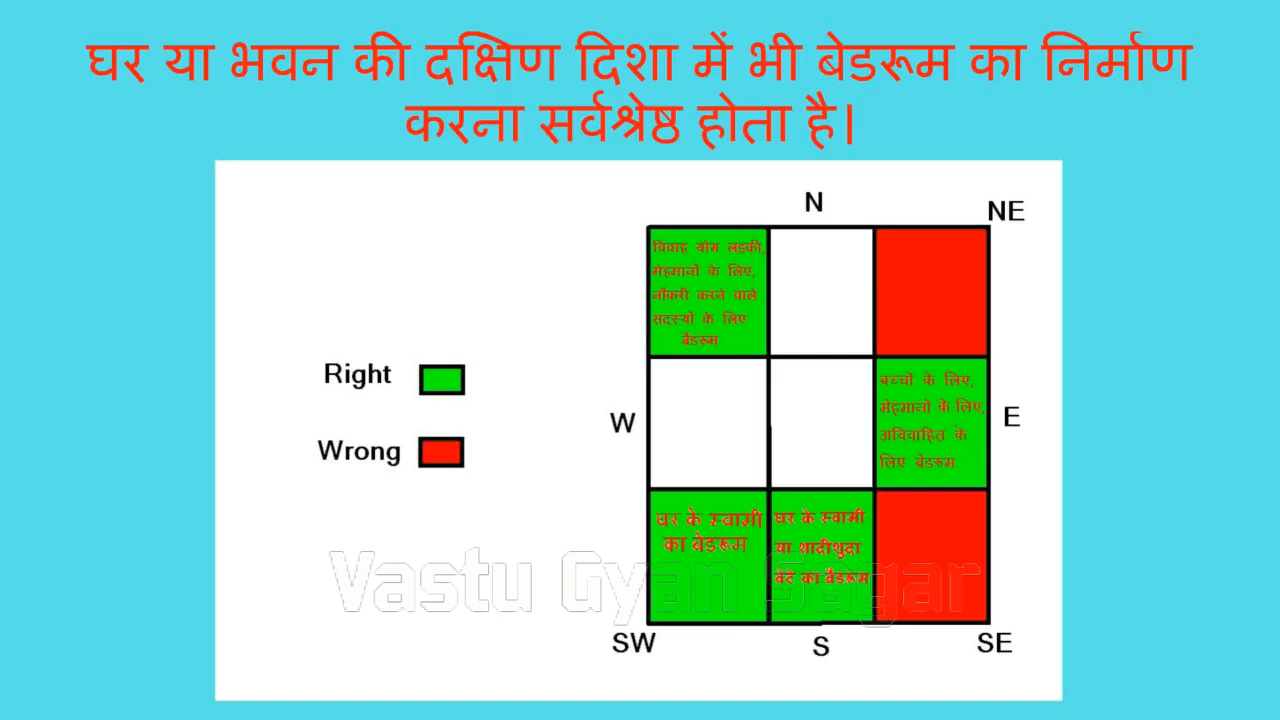 घर या भवन की दक्षिण दिशा में भी बेडरूम का निर्माण
करना सर्वश्रेष्ठ होता है।
N
NE
विवाह योग लड़की,
मेहमानों के लिए,
नौकरी करने वाले
सदस्यों के लिए
बैडरूम
Right
Wrong
W
बच्चों के लिए,
मेहमानों के लिए,
अविवाहित के
लिए बेडरूम
E
घर के स्वामी
का बेडरूम
घर के स्वामी
या शादीशुदा
बेटे का बैडरूम
Vastu Gyan Sagar
SW
S
SE